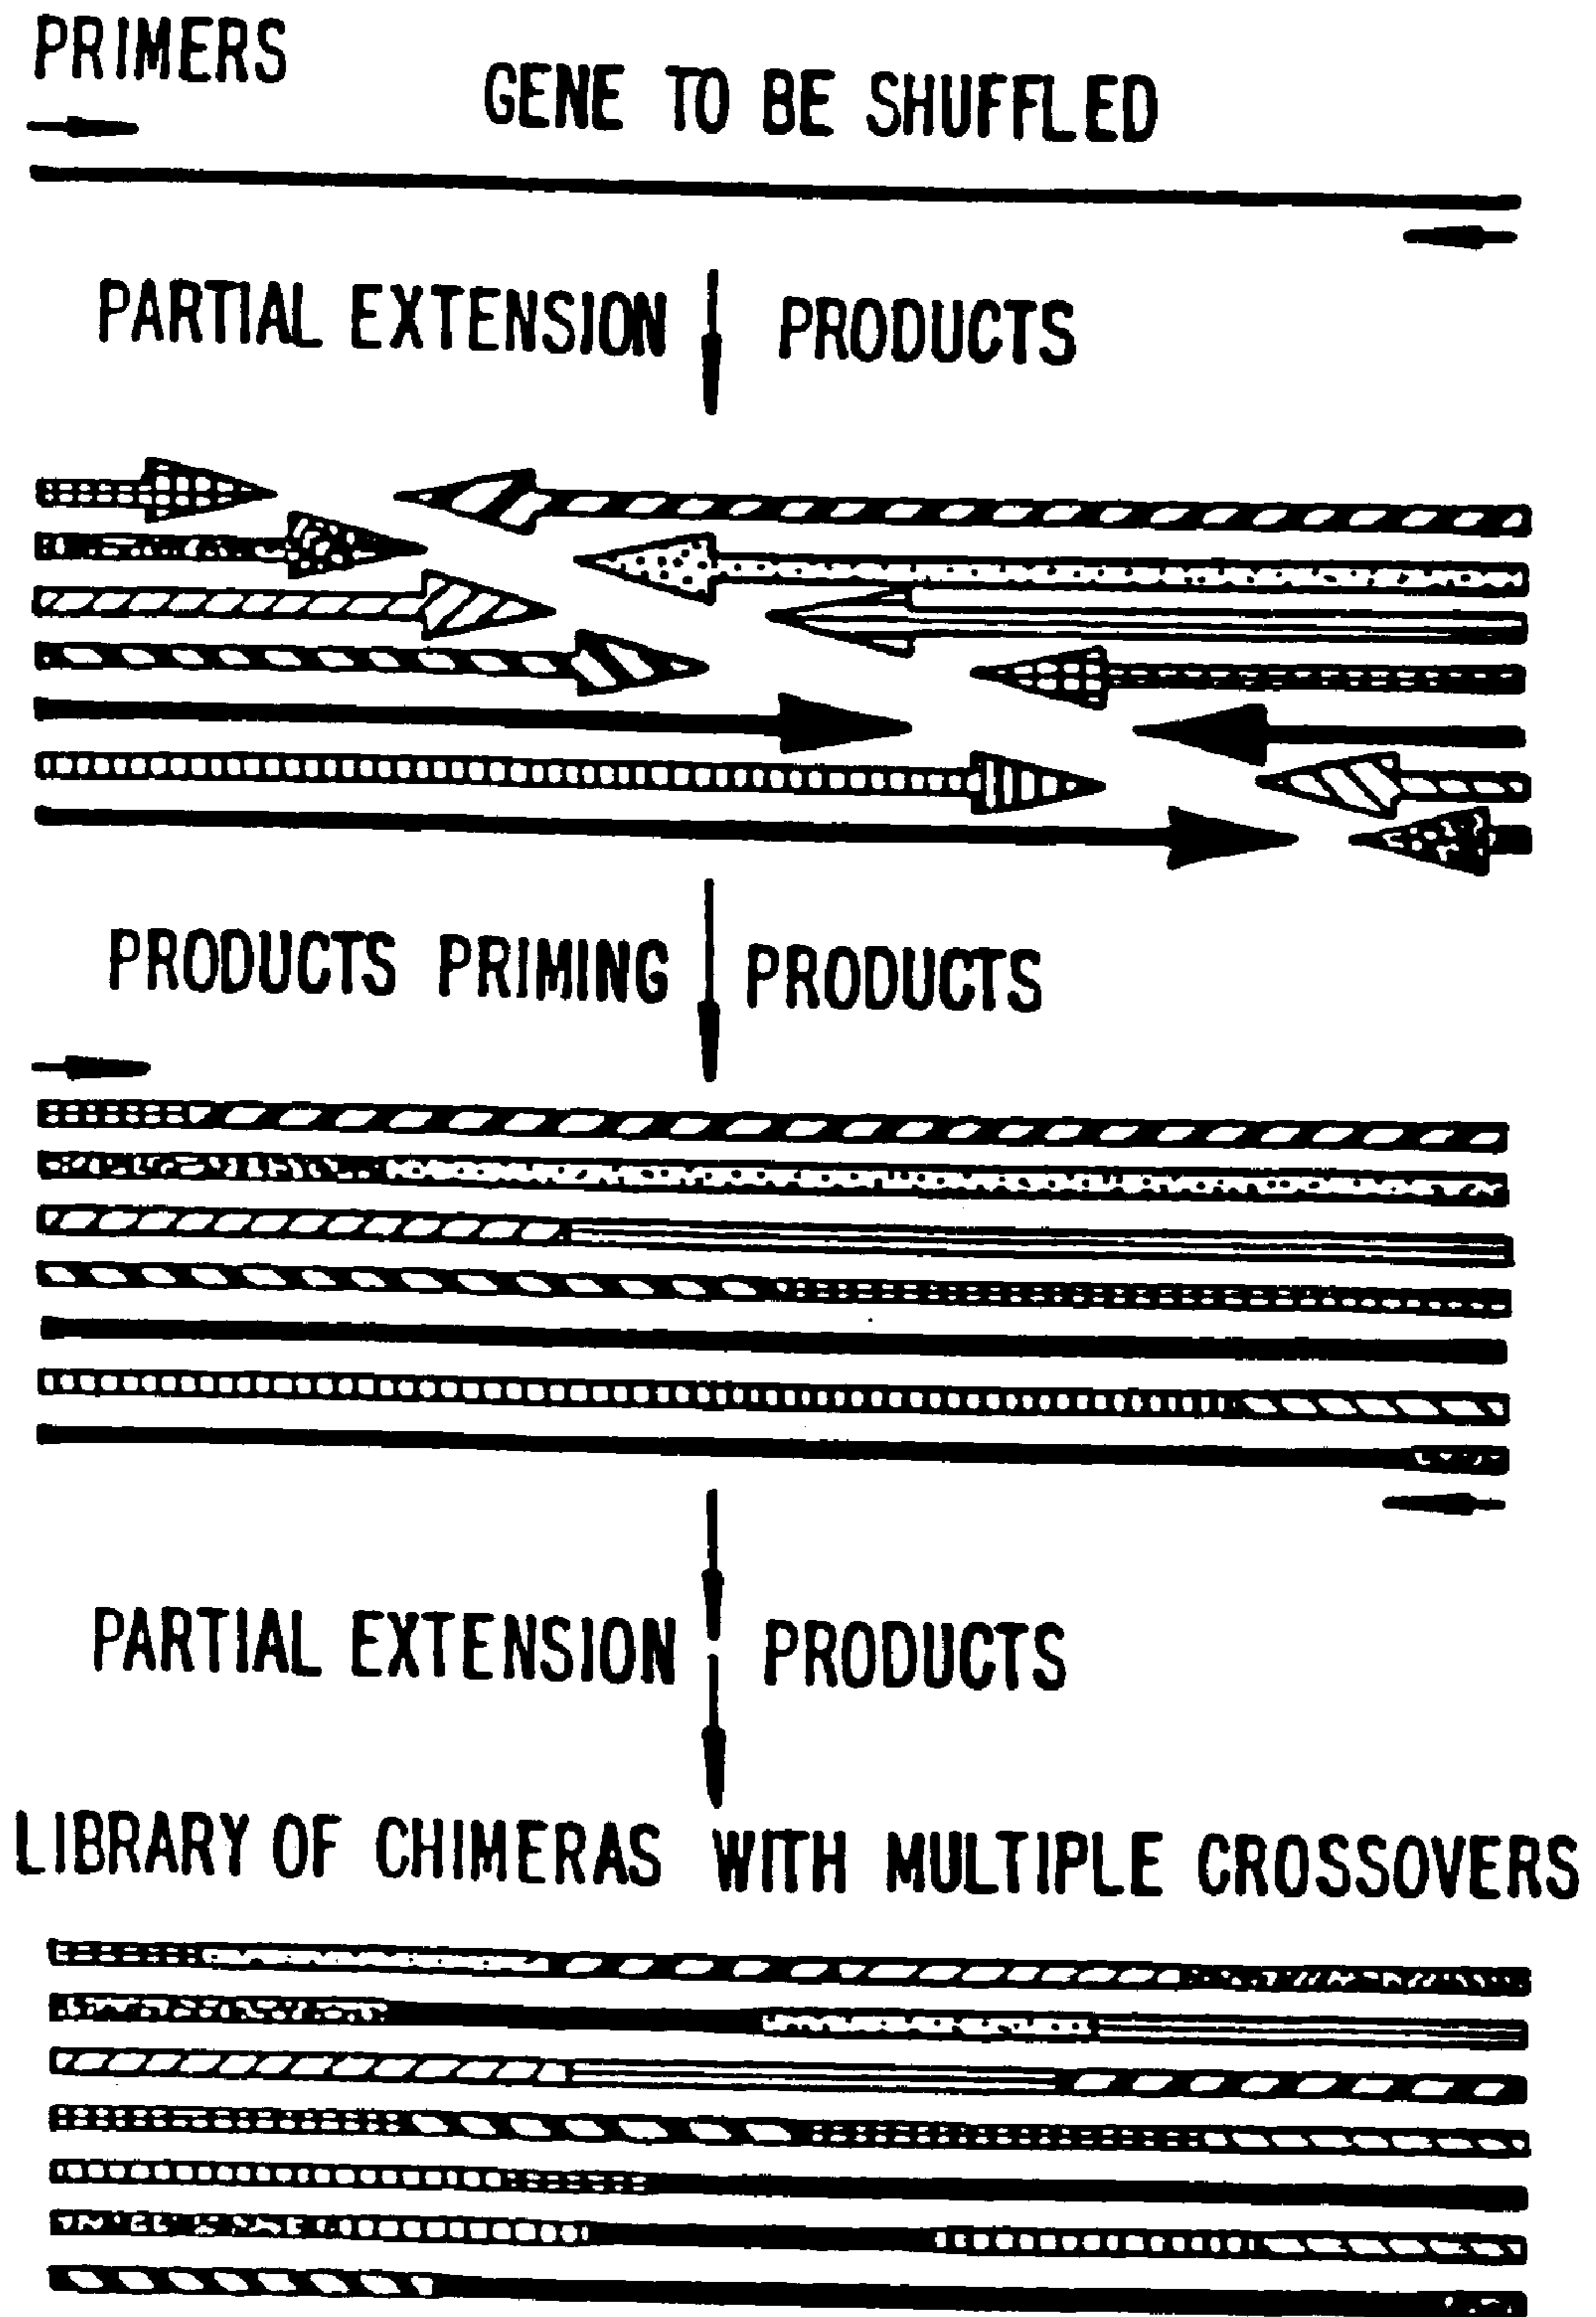 PRIMERS
GENE TO BE SHUFFLED
PARTIAL EXTENSION PRODUCTS
PRODUCTS PRIMING PRODUCTS
PARTIAL EXTENSION PRODUCTS
LIBRARY OF CHIMERAS WITH MULTIPLE CROSSOVERS